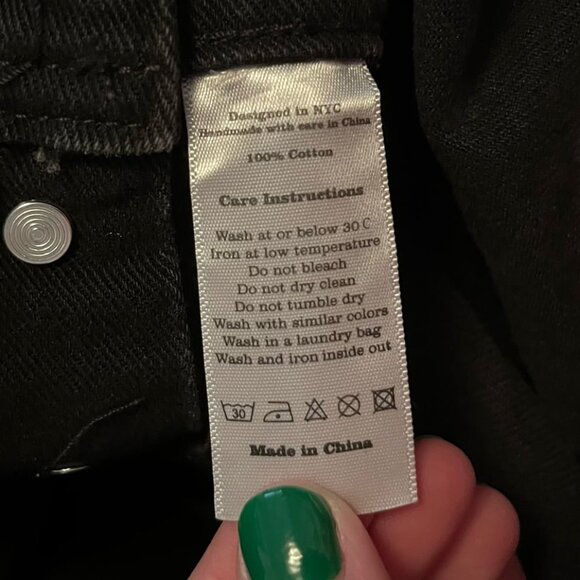 Designed in NYC
Handmade with care in China
100% Cotton
Care Instructions
Wash at or below 30 C
Iron at low temperature
Do not bleach
Do not dry clean
Do not tumble dry
Wash with similar colors
Wash in a laundry bag
Wash and iron inside out
30
Made in China